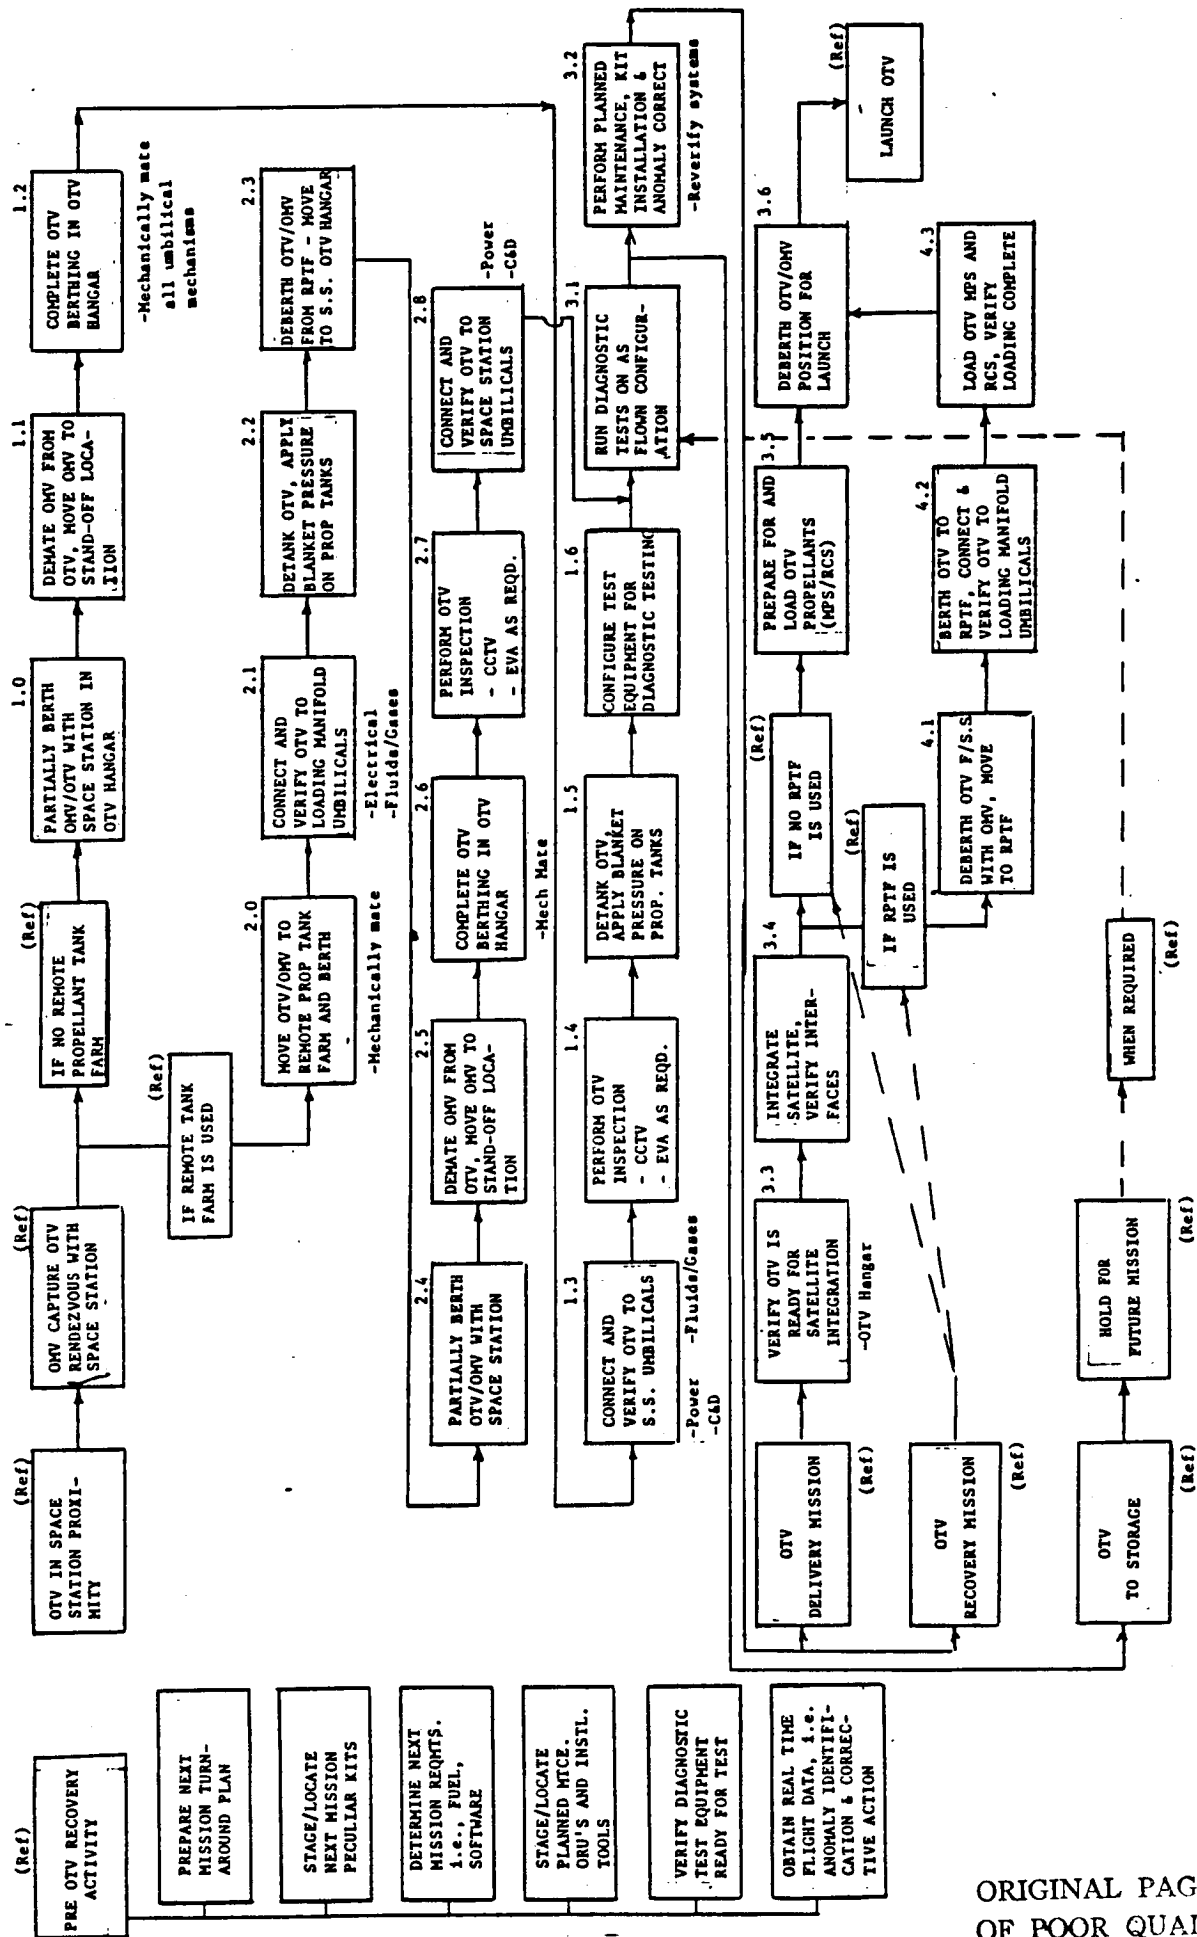 (Ref)
PRE OTV RECOVERY
ACTIVITY
PREPARE NEXT
MISSION TURN-
AROUND PLAN
STAGE/LOCATE
NEXT MISSION
PECULIAR KITS
DETERMINE NEXT
MISSION REQMTS.
i.e., FUEL,
SOFTWARE
STAGE/LOCATE
PLANNED MTCE.
ORU'S AND INSTL.
TOOLS
VERIFY DIAGNOSTIC
TEST EQUIPMENT
READY FOR TEST
OBTAIN REAL TIME
FLIGHT DATA, i.e.
ANOMALY IDENTIFI-
CATION & CORREC-
TIVE ACTION
(Ref)
OTV IN SPACE
STATION PROXI-
MITY
(Ref)
OMV CAPTURE OTV
RENDEZVOUS WITH
SPACE STATION
(Ref)
IF NO REMOTE
PROPELLANT TANK
FARM
1.0
PARTIALLY BERTH
OMV/OTV WITH
SPACE STATION IN
OTV HANGAR
1.1
DEMATE OMV FROM
OTV, MOVE OMV TO
STAND-OFF LOCA-
TION
1.2
COMPLETE OTV
BERTHING IN OTV
HANGAR
-Mechanically mate
all umbilical
mechanisms
(Ref)
IF REMOTE TANK
FARM IS USED
2.0
MOVE OTV/OMV TO
REMOTE PROP TANK
FARM AND BERTH
-Mechanically mate
2.1
CONNECT AND
VERIFY OTV TO
LOADING MANIFOLD
UMBILICALS
-Electrical
-Fluids/Gases
2.2
DETANK OTV, APPLY
BLANKET PRESSURE
ON PROP TANKS
2.3
DEBERTH OTV/OMV
FROM RPTF - MOVE
TO S.S. OTV HANGAR
2.4
PARTIALLY BERTH
OTV/OMV WITH
SPACE STATION
2.5
DEMATE OMV FROM
OTV, MOVE OMV TO
STAND-OFF LOCA-
TION
2.6
COMPLETE OTV
BERTHING IN OTV
HANGAR
-Mech Mate
2.7
PERFORM OTV
INSPECTION
- CCTV
- EVA AS REQD.
2.8
CONNECT AND
VERIFY OTV TO
SPACE STATION
UMBILICALS
-Power
-C&D
1.3
CONNECT AND
VERIFY OTV TO
S.S. UMBILICALS
-Power -Fluids/Gases
-C&D
1.4
PERFORM OTV
INSPECTION
- CCTV
- EVA AS REQD.
1.5
DETANK OTV,
APPLY BLANKET
PRESSURE ON
PROP. TANKS
1.6
CONFIGURE TEST
EQUIPMENT FOR
DIAGNOSTIC TESTING
3.1
RUN DIAGNOSTIC
TESTS ON AS
FLOWN CONFIGUR-
ATION
3.2
PERFORM PLANNED
MAINTENANCE, KIT
INSTALLATION &
ANOMALY CORRECT
-Reverify systems
OTV
DELIVERY MISSION
(Ref)
3.3
VERIFY OTV IS
READY FOR
SATELLITE
INTEGRATION
-OTV Hangar
3.4
INTEGRATE
SATELLITE,
VERIFY INTER-
FACES
(Ref)
IF NO RPTF
IS USED
3.5
PREPARE FOR AND
LOAD OTV
PROPELLANTS
(MPS/RCS)
3.6
DEBERTH OTV/OMV
POSITION FOR
LAUNCH
(Ref)
LAUNCH OTV
OTV
RECOVERY MISSION
(Ref)
(Ref)
IF RPTF IS
USED
4.1
DEBERTH OTV F/S.S.
WITH OMV, MOVE
TO RPTF
4.2
BERTH OTV TO
RPTF, CONNECT &
VERIFY OTV TO
LOADING MANIFOLD
UMBILICALS
4.3
LOAD OTV MPS AND
RCS, VERIFY
LOADING COMPLETE
OTV
TO STORAGE
(Ref)
HOLD FOR
FUTURE MISSION
(Ref)
WHEN REQUIRED
(Ref)
ORIGINAL PAG
OF POOR QUAL